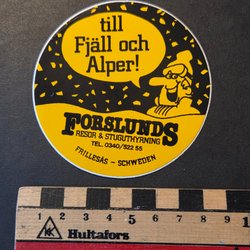 till
Fjäll och
Alper!
FORSLUNDS
RESOR & STUGUTHYRNING
TEL. 0340/522 55
FRILLESÅS – SCHWEDEN
1 2 3 4 5 6 7 8 9 1
Hultafors